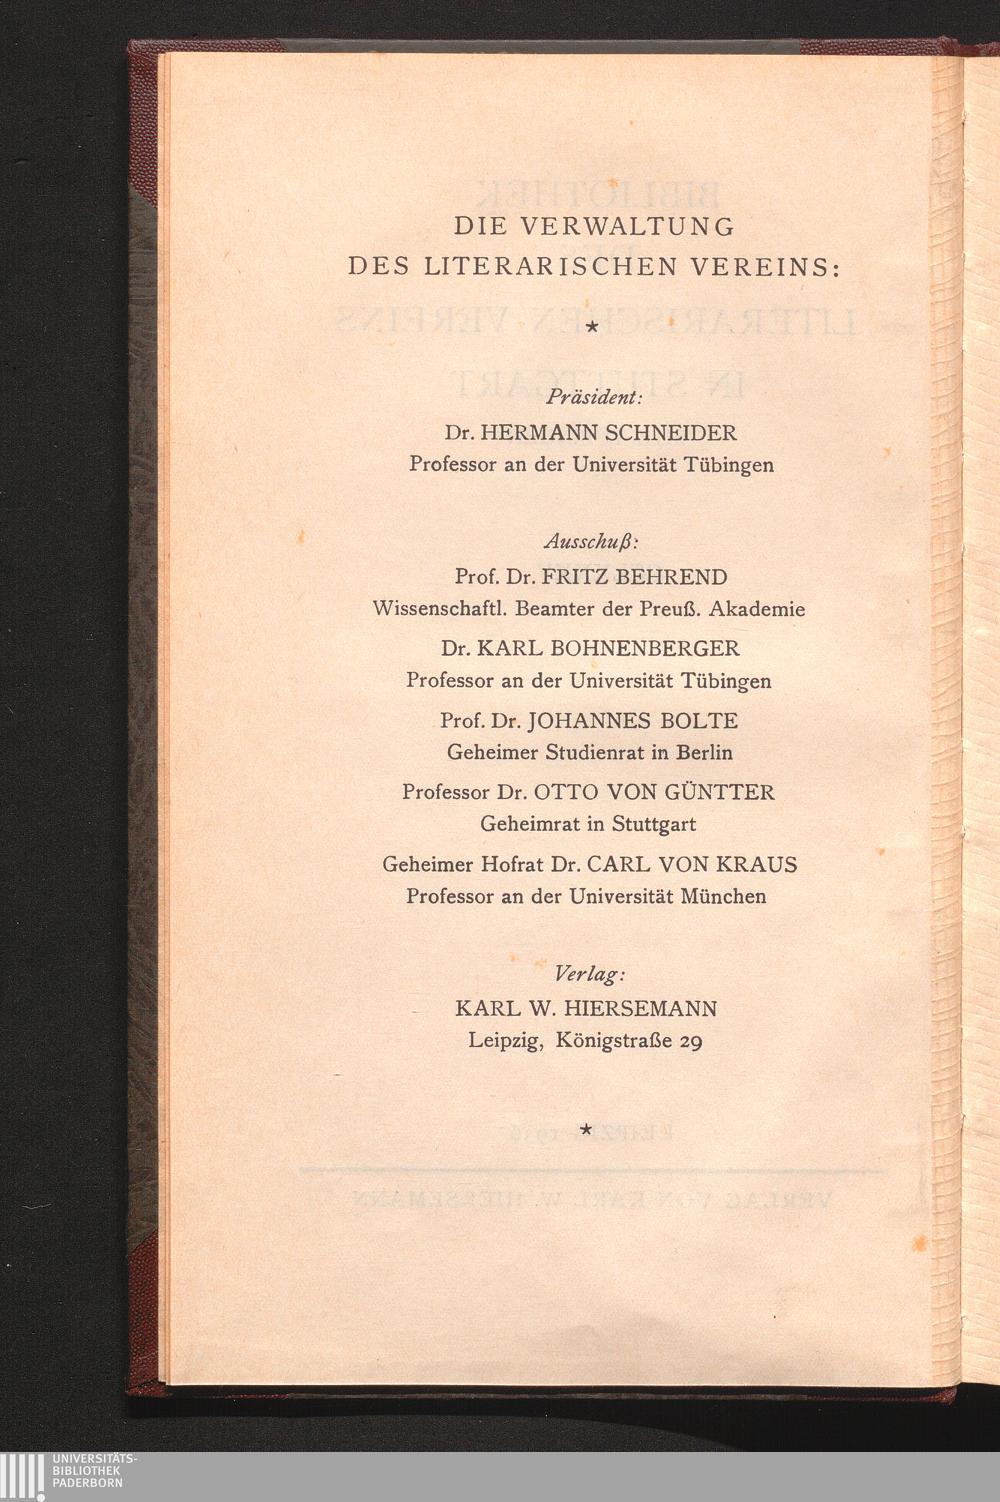 DIE VERWALTUNG
DES LITERARISCHEN VEREINS:
*
Präsident:
Dr. HERMANN SCHNEIDER
Professor an der Universität Tübingen
Ausschuß:
Prof. Dr. FRITZ BEHREND
Wissenschaftl. Beamter der Preuß. Akademie
Dr. KARL BOHNENBERGER
Professor an der Universität Tübingen
Prof. Dr. JOHANNES BOLTE
Geheimer Studienrat in Berlin
Professor Dr. OTTO VON GÜNTTER
Geheimrat in Stuttgart
Geheimer Hofrat Dr. CARL VON KRAUS
Professor an der Universität München
Verlag:
KARL W. HIERSEMANN
Leipzig, Königstraße 29
*
UNIVERSITÄTS-
BIBLIOTHEK
PADERBORN